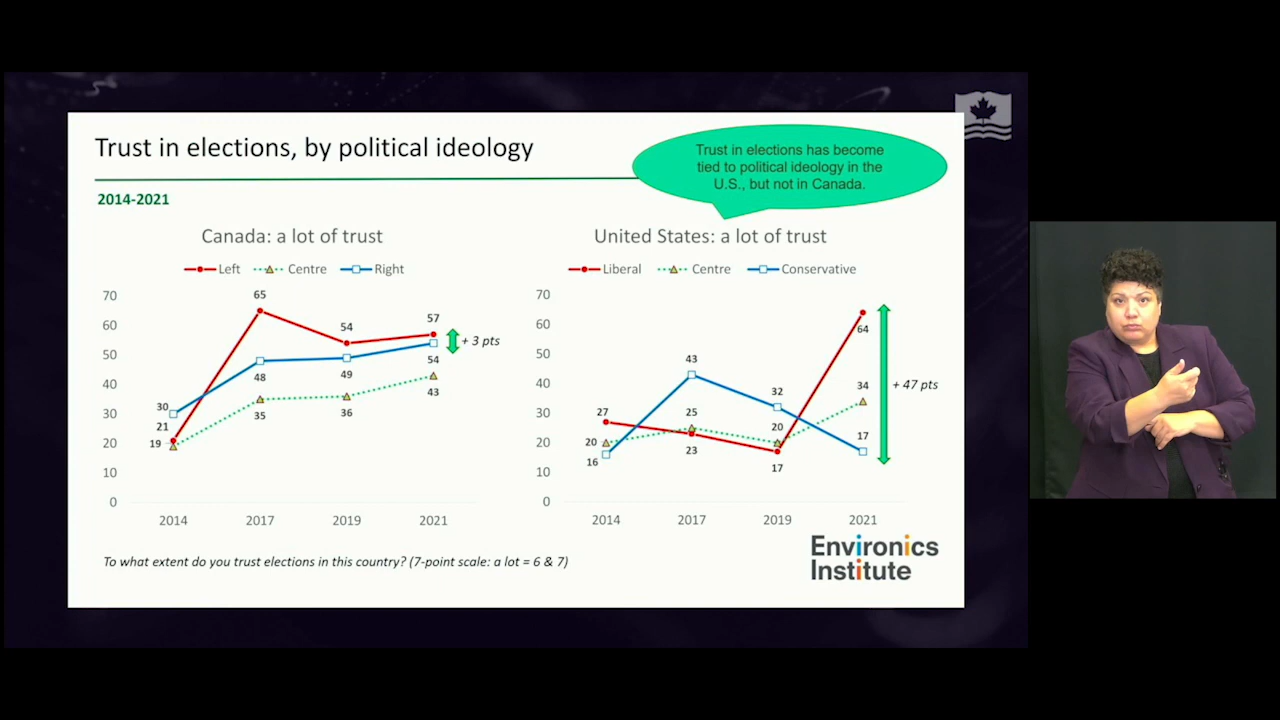 Trust in elections, by political ideology
Trust in elections has become
tied to political ideology in the
U.S., but not in Canada.
2014-2021
Canada: a lot of trust
Left
Centre
Right
70
60
50
40
30
20
10
0
65
54
57
30
21
19
48
49
54
35
36
43
+ 3 pts
2014
2017
2019
2021
United States: a lot of trust
Liberal
Centre
Conservative
70
60
50
40
30
20
10
0
27
20
16
43
25
23
32
20
17
64
34
17
+ 47 pts
2014
2017
2019
2021
To what extent do you trust elections in this country? (7-point scale: a lot = 6 & 7)
Environics
Institute